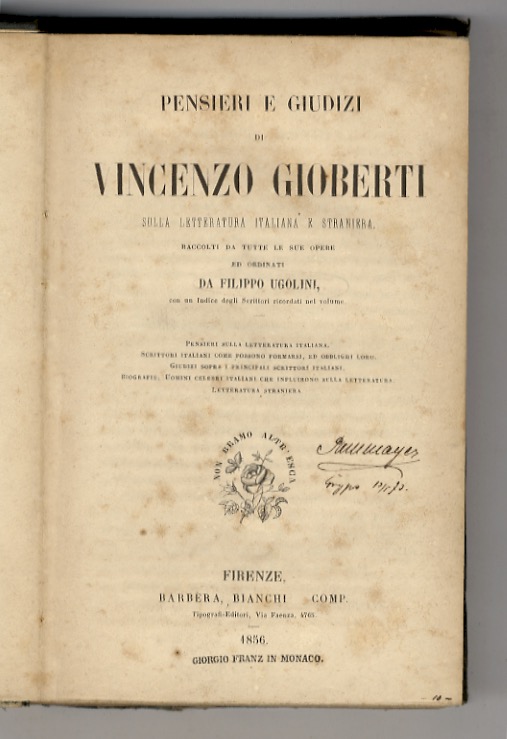 PENSIERI E GIUDIZI
DI
VINCENZO GIOBERTI
SULLA LETTERATURA ITALIANA E STRANIERA,
RACCOLTI DA TUTTE LE SUE OPERE
ED ORDINATI
DA FILIPPO UGOLINI,
con un Indice degli Scrittori ricordati nel volume.
PENSIERI SULLA LETTERATURA ITALIANA.
SCRITTORI ITALIANI COME POSSONO FORMARSI, ED OBBLIGHI LORO.
GIUDIZI SOPRA I PRINCIPALI SCRITTORI ITALIANI.
BIOGRAFIE. UOMINI CELEBRI ITALIANI CHE INFLUIRONO SULLA LETTERATURA
LETTERATURA STRANIERA
NON BRAMO ALTR'ESCA
FIRENZE,
BARBÈRA, BIANCHI COMP.
Tipografi-Editori, Via Faenza, 4765.
1856.
GIORGIO FRANZ IN MONACO.